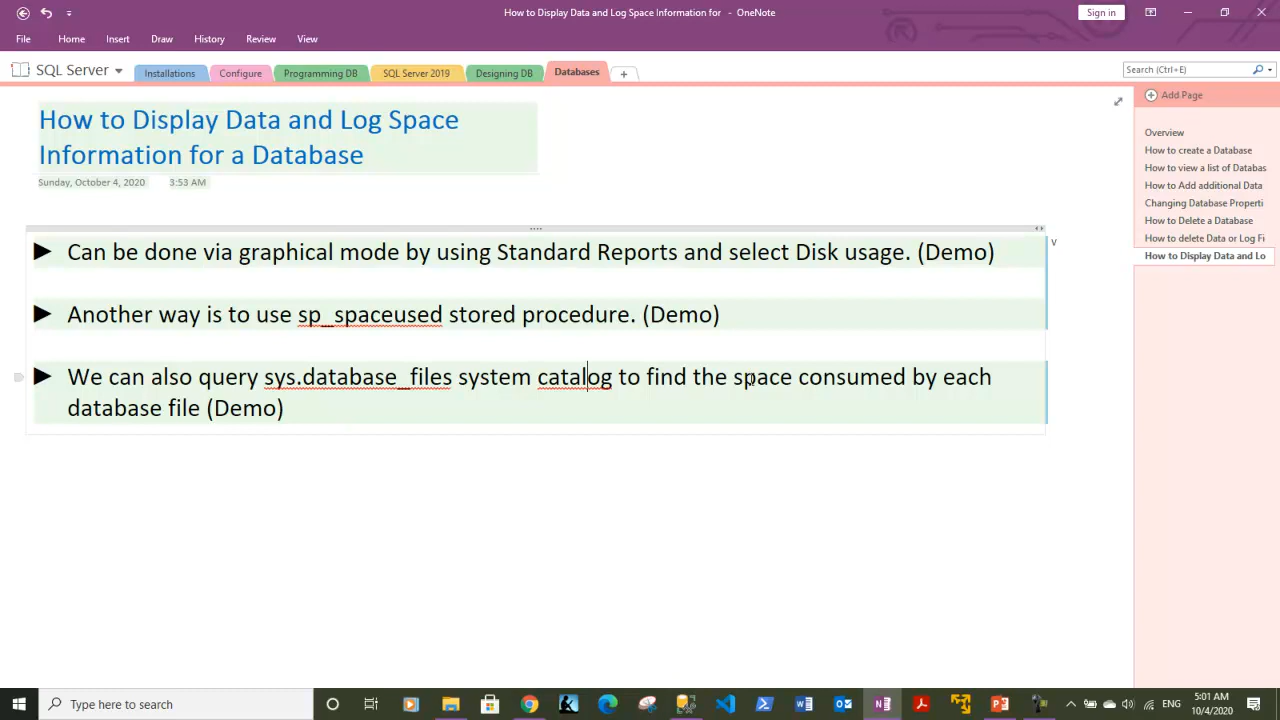 How to Display Data and Log Space Information for - OneNote
Sign in
File Home Insert Draw History Review View
SQL Server
Installations Configure Programming DB SQL Server 2019 Designing DB Databases +
Search (Ctrl+E)
How to Display Data and Log Space
Information for a Database
Sunday, October 4, 2020 3:53 AM
► Can be done via graphical mode by using Standard Reports and select Disk usage. (Demo)
► Another way is to use sp_spaceused stored procedure. (Demo)
► We can also query sys.database_files system catalog to find the space consumed by each
database file (Demo)
Add Page
Overview
How to create a Database
How to view a list of Databas
How to Add additional Data
Changing Database Properti
How to Delete a Database
How to delete Data or Log Fi
How to Display Data and Lo
Type here to search
ENG
5:01 AM
10/4/2020